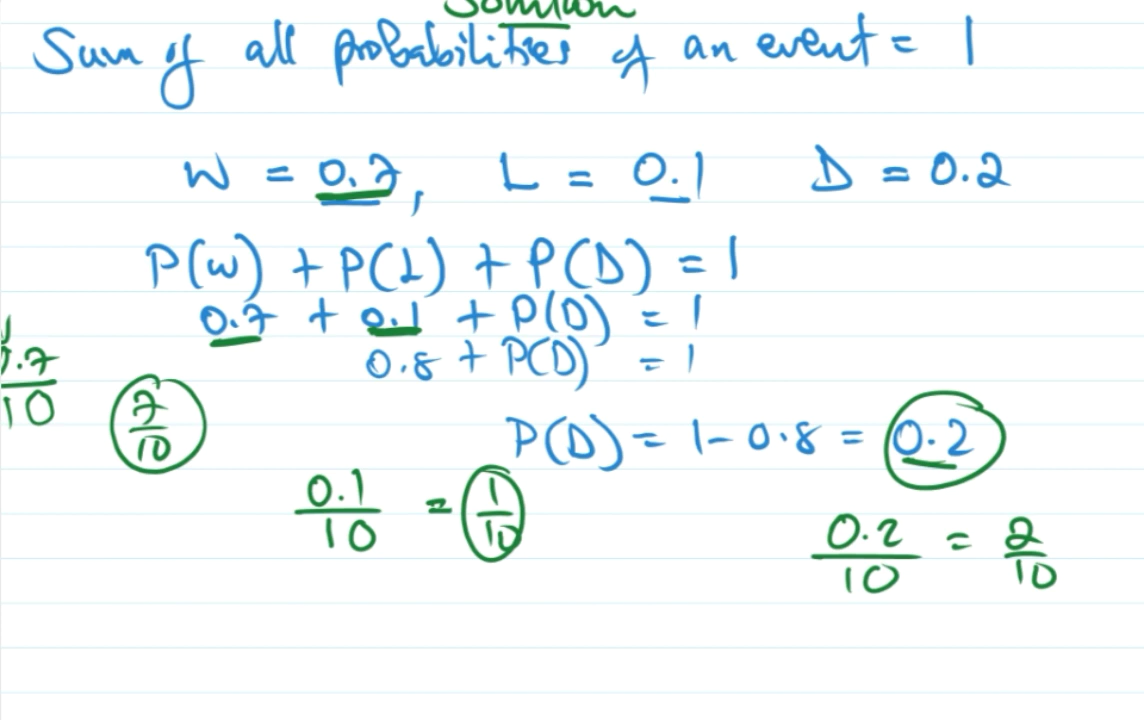 Solution
Sum of all probabilities of an event = 1
W = 0.7, L = 0.1 D = 0.2
P(W) + P(L) + P(D) = 1
0.7 + 0.1 + P(D) = 1
0.8 + P(D) = 1
0.7/10 7/10
P(D) = 1 - 0.8 = 0.2
0.1/10 = 1/10
0.2/10 = 2/10